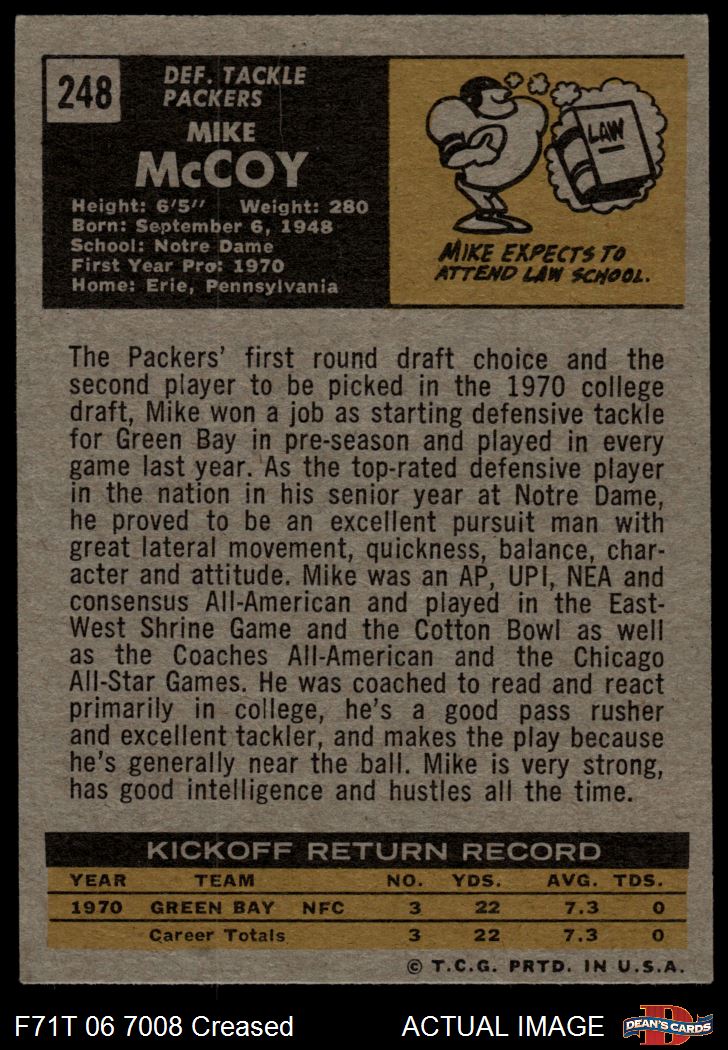 248
DEF. TACKLE
PACKERS
MIKE
McCOY
Height: 6'5" Weight: 280
Born: September 6, 1948
School: Notre Dame
First Year Pro: 1970
Home: Erie, Pennsylvania
LAW
MIKE EXPECTS TO
ATTEND LAW SCHOOL.
The Packers' first round draft choice and the
second player to be picked in the 1970 college
draft, Mike won a job as starting defensive tackle
for Green Bay in pre-season and played in every
game last year. As the top-rated defensive player
in the nation in his senior year at Notre Dame,
he proved to be an excellent pursuit man with
great lateral movement, quickness, balance, char-
acter and attitude. Mike was an AP, UPI, NEA and
consensus All-American and played in the East-
West Shrine Game and the Cotton Bowl as well
as the Coaches All-American and the Chicago
All-Star Games. He was coached to read and react
primarily in college, he's a good pass rusher
and excellent tackler, and makes the play because
he's generally near the ball. Mike is very strong,
has good intelligence and hustles all the time.
KICKOFF RETURN RECORD
YEAR TEAM NO. YDS. AVG. TDS.
1970 GREEN BAY NFC 3 22 7.3 0
Career Totals 3 22 7.3 0
© T.C.G. PRTD. IN U.S.A.
F71T 06 7008 Creased ACTUAL IMAGE
D
DEAN'S CARDS